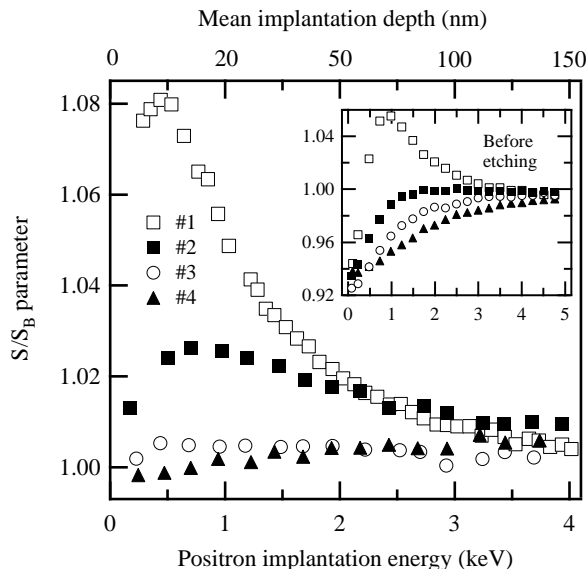 Mean implantation depth (nm)
0 20 60 100 150
1.08
1.06
1.04
1.02
1.00
S/S_B parameter
#1
#2
#3
#4
Before
etching
1.04
1.00
0.96
0.92
0 1 2 3 4 5
0 1 2 3 4
Positron implantation energy (keV)